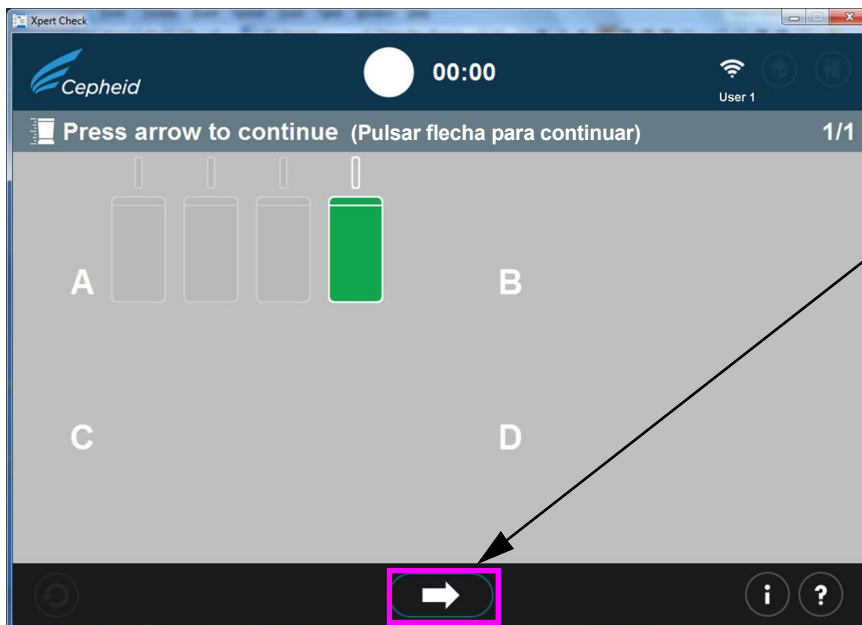 Xpert Check
Cepheid
00:00
User 1
Press arrow to continue (Pulsar flecha para continuar) 1/1
A
B
C
D
i ?